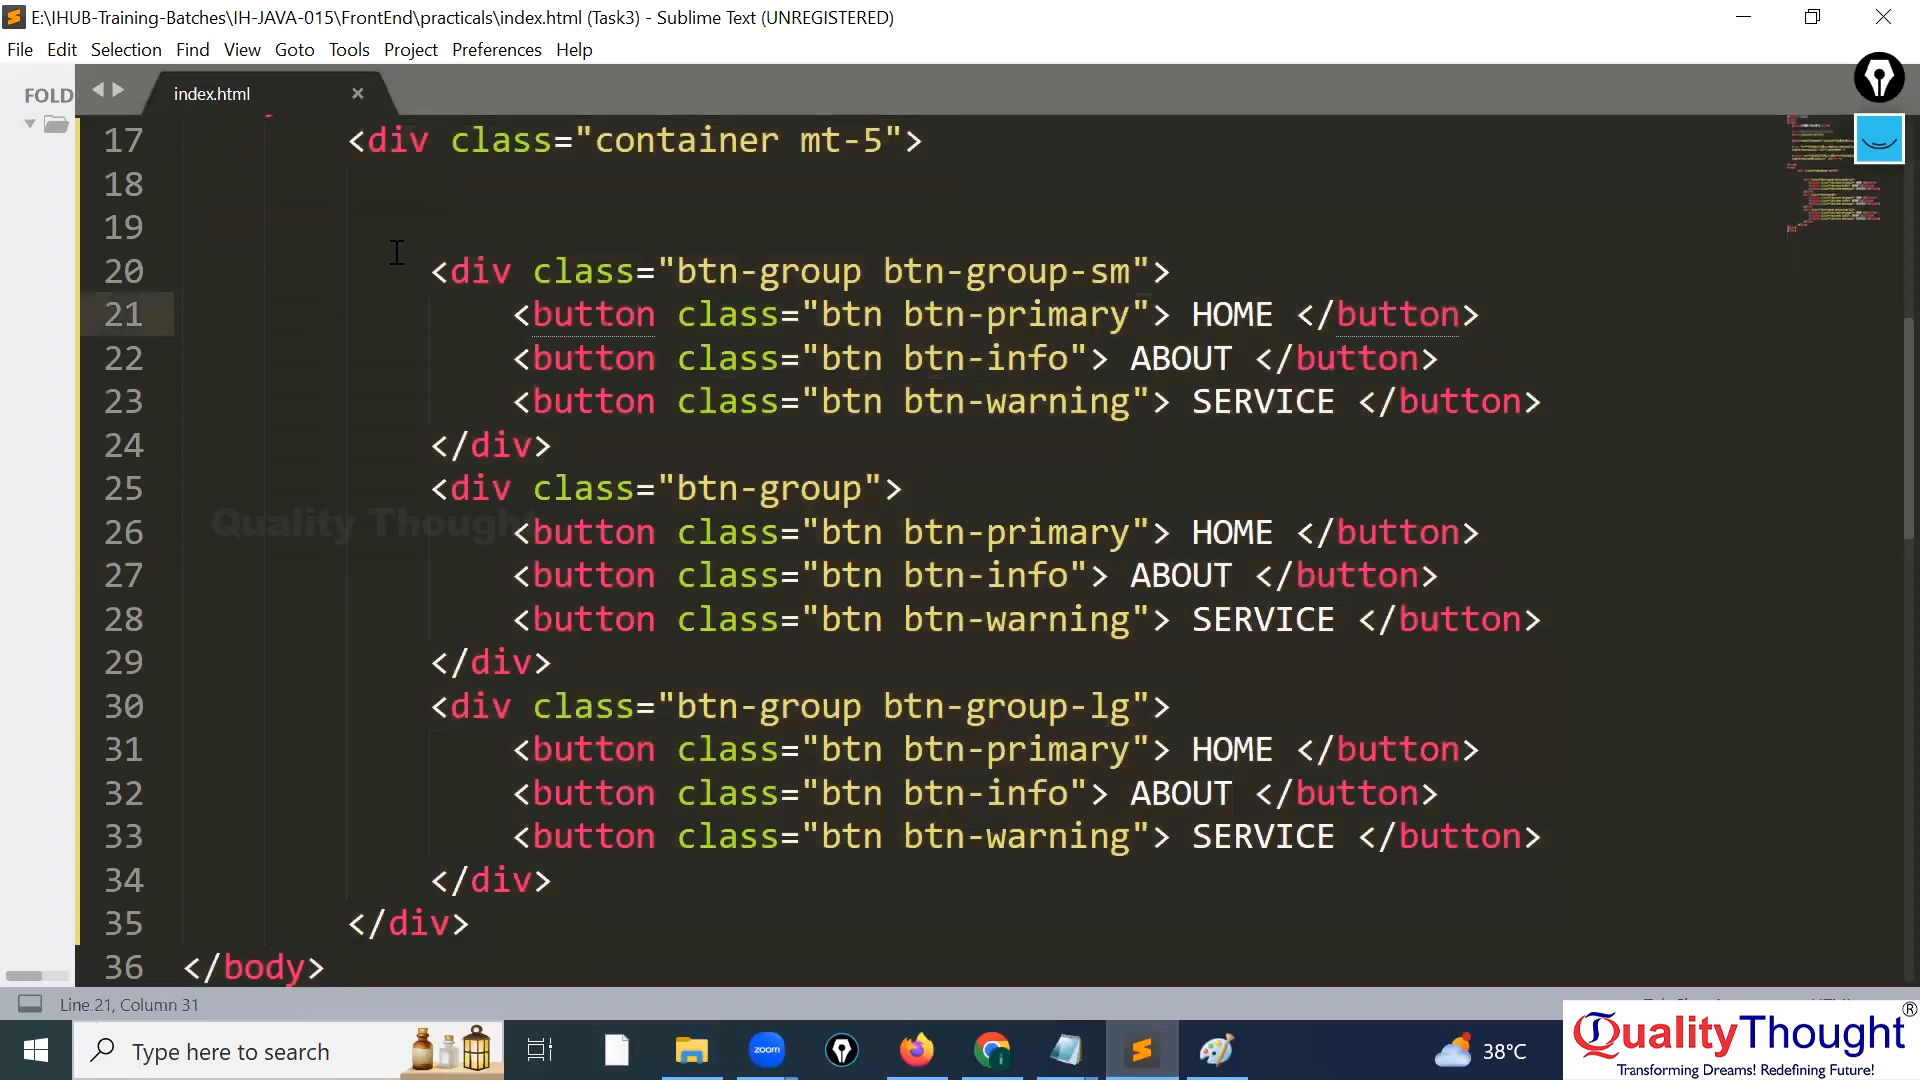 E:\IHUB-Training-Batches\IH-JAVA-015\FrontEnd\practicals\index.html (Task3) - Sublime Text (UNREGISTERED)
File Edit Selection Find View Goto Tools Project Preferences Help
FOLD
index.html
17 <div class="container mt-5">
18
19
20 <div class="btn-group btn-group-sm">
21 <button class="btn btn-primary"> HOME </button>
22 <button class="btn btn-info"> ABOUT </button>
23 <button class="btn btn-warning"> SERVICE </button>
24 </div>
25 <div class="btn-group">
26 <button class="btn btn-primary"> HOME </button>
27 <button class="btn btn-info"> ABOUT </button>
28 <button class="btn btn-warning"> SERVICE </button>
29 </div>
30 <div class="btn-group btn-group-lg">
31 <button class="btn btn-primary"> HOME </button>
32 <button class="btn btn-info"> ABOUT </button>
33 <button class="btn btn-warning"> SERVICE </button>
34 </div>
35 </div>
36 </body>
Quality Thought
Line 21, Column 31
Type here to search
zoom
38°C
QualityThought®
Transforming Dreams! Redefining Future!